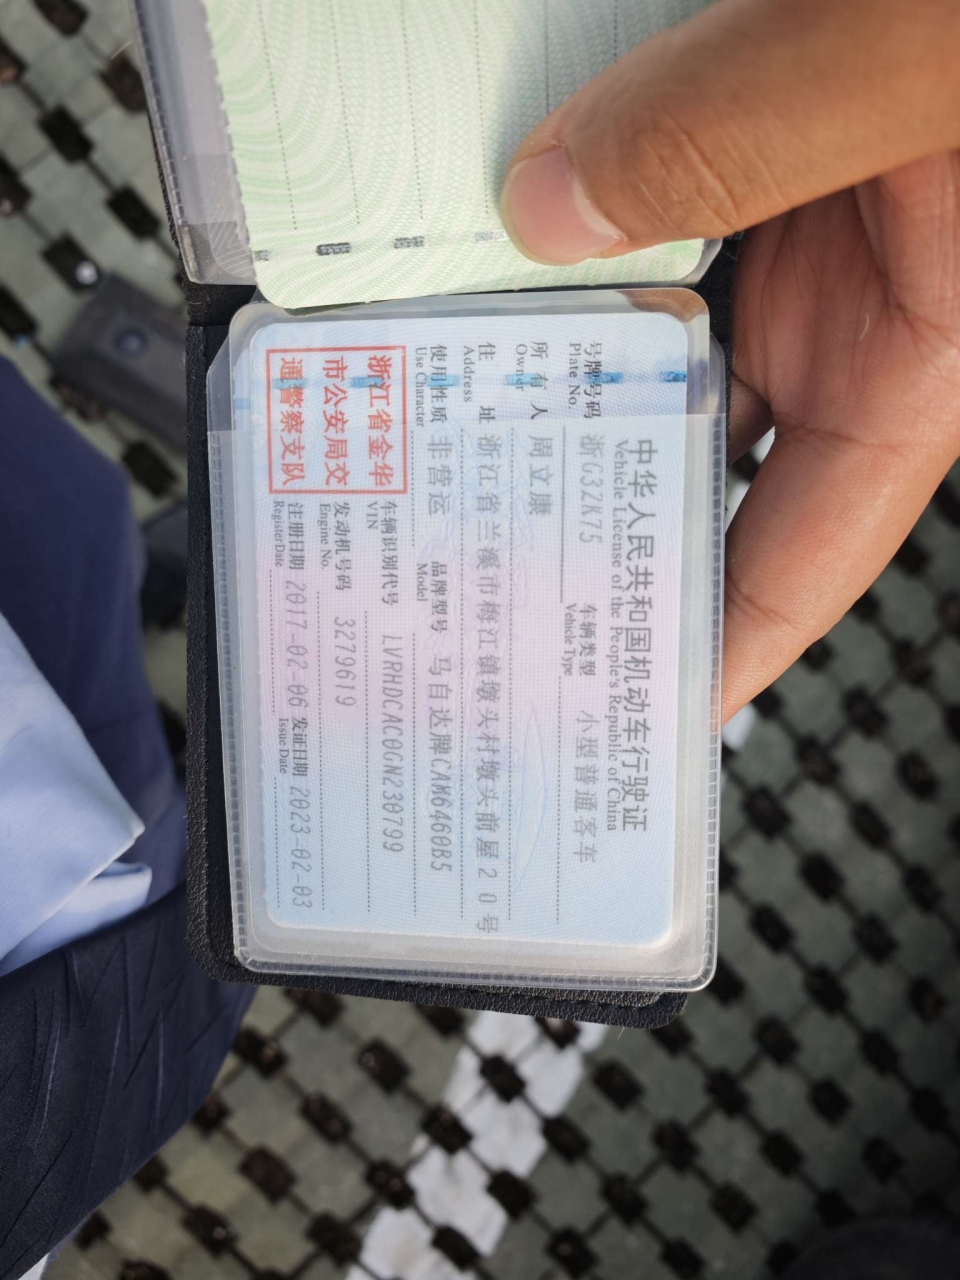 中华人民共和国机动车行驶证
Vehicle License of the People's Republic of China
号牌号码 浙G32K75 车辆类型 小型普通客车
Plate No. Vehicle Type
所有人 周立康
Owner
住址 浙江省兰溪市梅江镇墩头村墩头前屋20号
Address
使用性质 非营运 品牌型号 马自达牌CAM6460B5
Use Character Model
浙江省金华
市公安局交
通警察支队
车辆识别代号 LVRHDCAC0GN230799
VIN
发动机号码 3279619
Engine No.
注册日期 2017-02-06 发证日期 2023-02-03
Register Date Issue Date